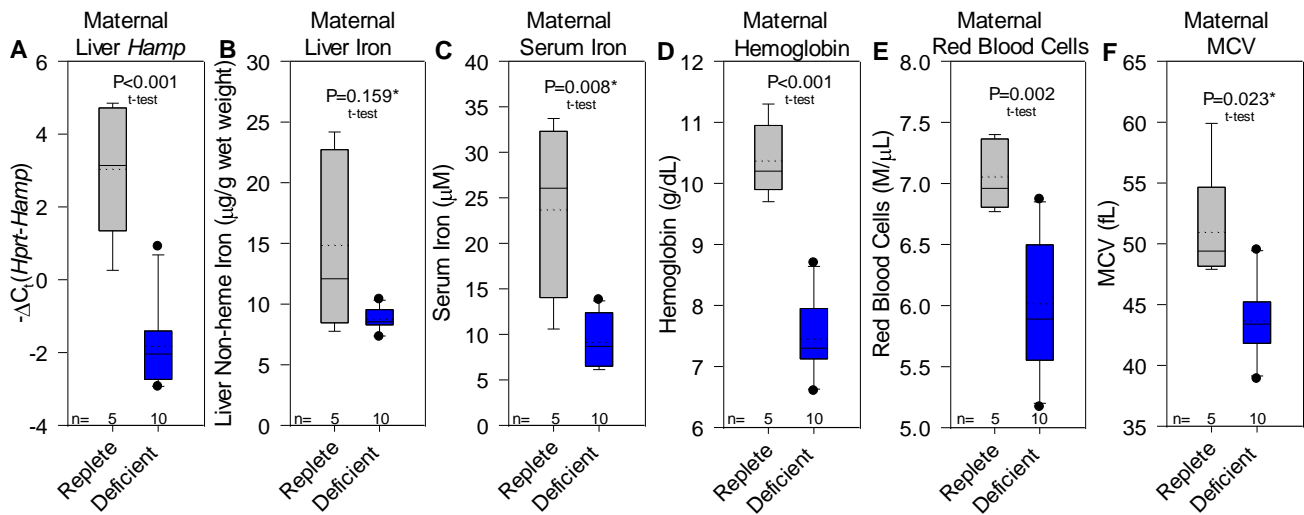 A
Maternal
Liver Hamp
-ΔCt(Hprt-Hamp)
6
4
2
0
-2
-4
P<0.001
t-test
n= 5 10
Replete
Deficient
B
Maternal
Liver Iron
Liver Non-heme Iron (μg/g wet weight)
30
25
20
15
10
5
0
P=0.159*
t-test
n= 5 10
Replete
Deficient
C
Maternal
Serum Iron
Serum Iron (μM)
40
35
30
25
20
15
10
5
0
P=0.008*
t-test
n= 5 10
Replete
Deficient
D
Maternal
Hemoglobin
Hemoglobin (g/dL)
12
11
10
9
8
7
6
P<0.001
t-test
n= 5 10
Replete
Deficient
E
Maternal
Red Blood Cells
Red Blood Cells (M/μL)
8.0
7.5
7.0
6.5
6.0
5.5
5.0
P=0.002
t-test
n= 5 10
Replete
Deficient
F
Maternal
MCV
MCV (fL)
65
60
55
50
45
40
35
P=0.023*
t-test
n= 5 10
Replete
Deficient